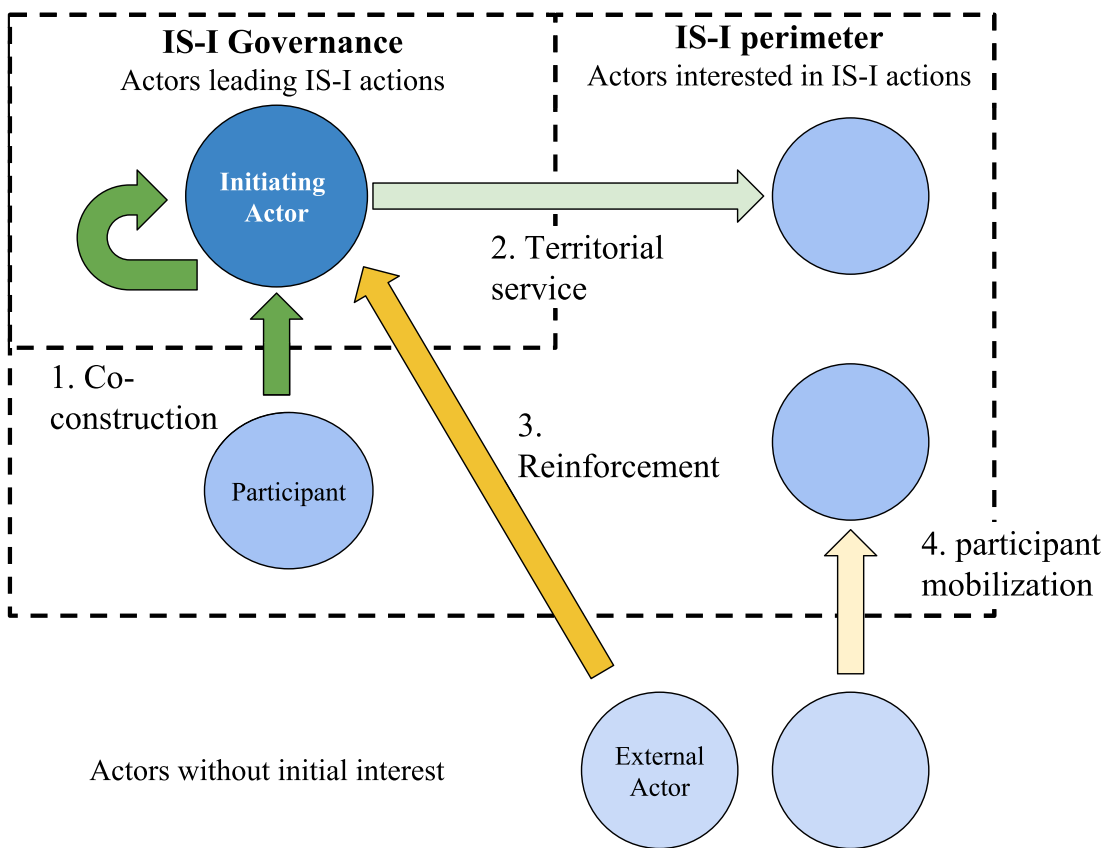 IS-I Governance
Actors leading IS-I actions
IS-I perimeter
Actors interested in IS-I actions
Initiating
Actor
2. Territorial
service
1. Co-
construction
3.
Reinforcement
Participant
4. participant
mobilization
External
Actor
Actors without initial interest